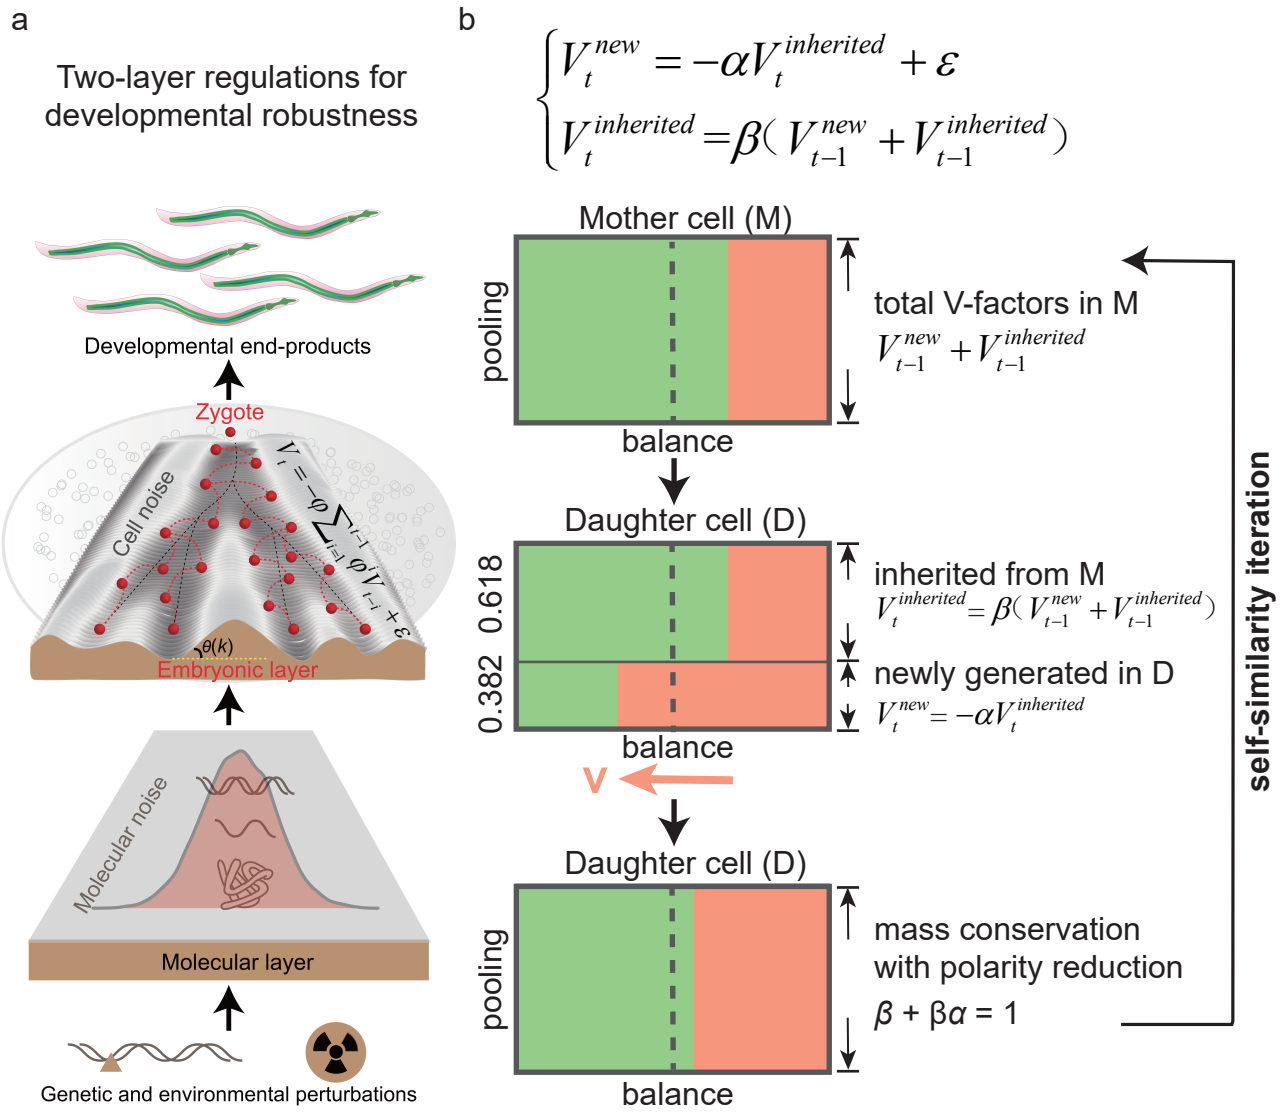 a
Two-layer regulations for
developmental robustness
Developmental end-products
Zygote
Cell noise
V_t = -φ∑_{i=1}^{t-1} φ^i V_{t-i} + ε
θ(k)
Embryonic layer
Molecular noise
Molecular layer
Genetic and environmental perturbations
b
V_t^{new} = -αV_t^{inherited} + ε
V_t^{inherited} = β( V_{t-1}^{new} + V_{t-1}^{inherited} )
Mother cell (M)
pooling
balance
total V-factors in M
V_{t-1}^{new} + V_{t-1}^{inherited}
Daughter cell (D)
0.618
0.382
inherited from M
V_t^{inherited} = β( V_{t-1}^{new} + V_{t-1}^{inherited} )
newly generated in D
V_t^{new} = -αV_t^{inherited}
balance
V
Daughter cell (D)
pooling
balance
mass conservation
with polarity reduction
β + βα = 1
self-similarity iteration